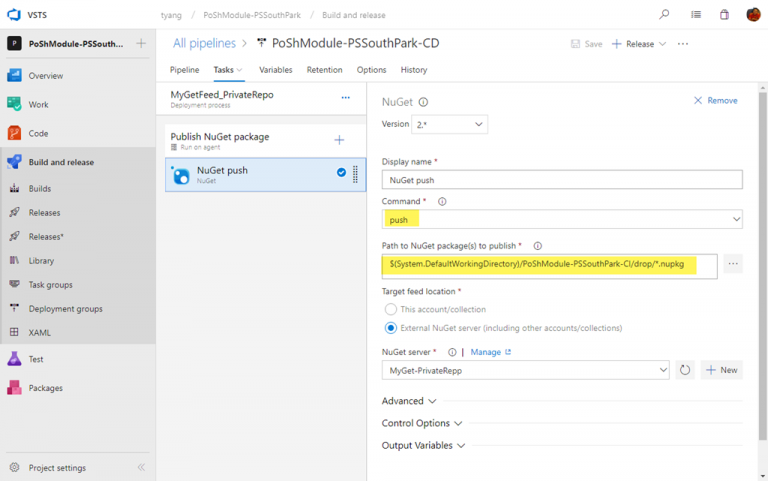 VSTS
tyang / PoShModule-PSSouthPark / Build and release
PoShModule-PSSouth...
All pipelines > PoShModule-PSSouthPark-CD
Save
Release
Pipeline Tasks Variables Retention Options History
Overview
Work
Code
Build and release
Builds
Releases
Releases*
Library
Task groups
Deployment groups
XAML
Test
Packages
Project settings
MyGetFeed_PrivateRepo
Deployment process
Publish NuGet package
Run on agent
NuGet push
NuGet
NuGet
Remove
Version 2.*
Display name *
NuGet push
Command *
push
Path to NuGet package(s) to publish *
$(System.DefaultWorkingDirectory)/PoShModule-PSSouthPark-CI/drop/*.nupkg
Target feed location *
This account/collection
External NuGet server (including other accounts/collections)
NuGet server * | Manage
MyGet-PrivateRepp
New
Advanced
Control Options
Output Variables